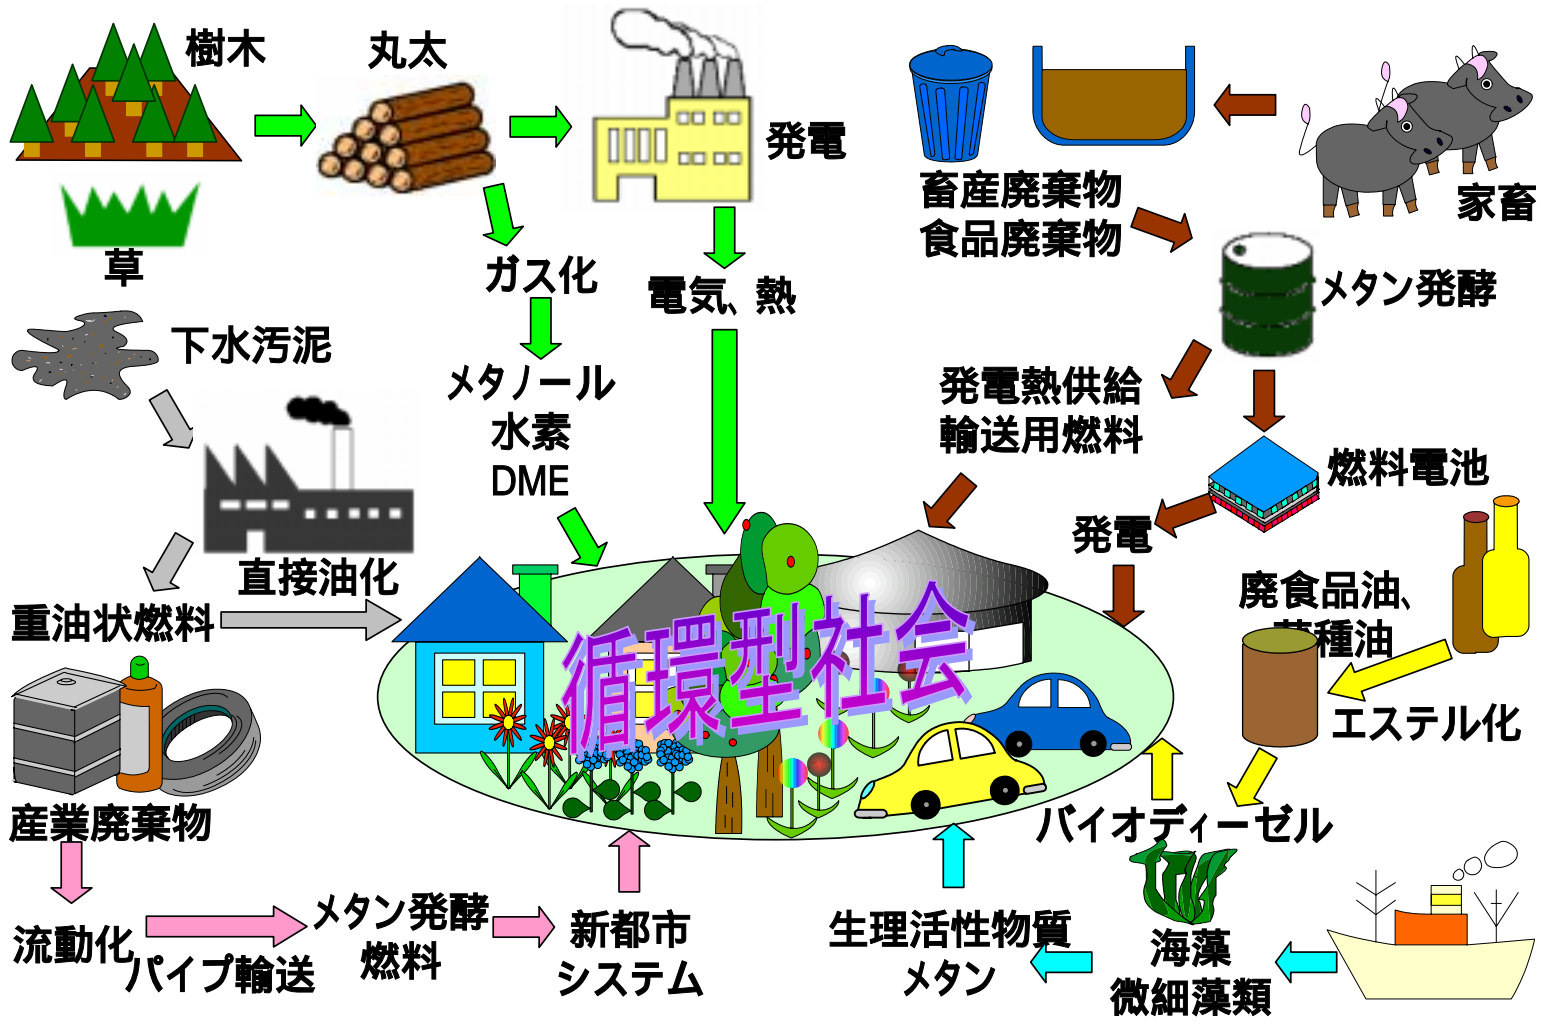 樹木
丸太
発電
草
ガス化
電気、熱
下水汚泥
メタノール
水素
DME
直接油化
重油状燃料
畜産廃棄物
食品廃棄物
家畜
メタン発酵
発電熱供給
輸送用燃料
燃料電池
発電
廃食品油、
種油
エステル化
循環型社会
バイオディーゼル
産業廃棄物
流動化
パイプ輸送
メタン発酵
燃料
新都市
システム
生理活性物質
メタン
海藻
微細藻類